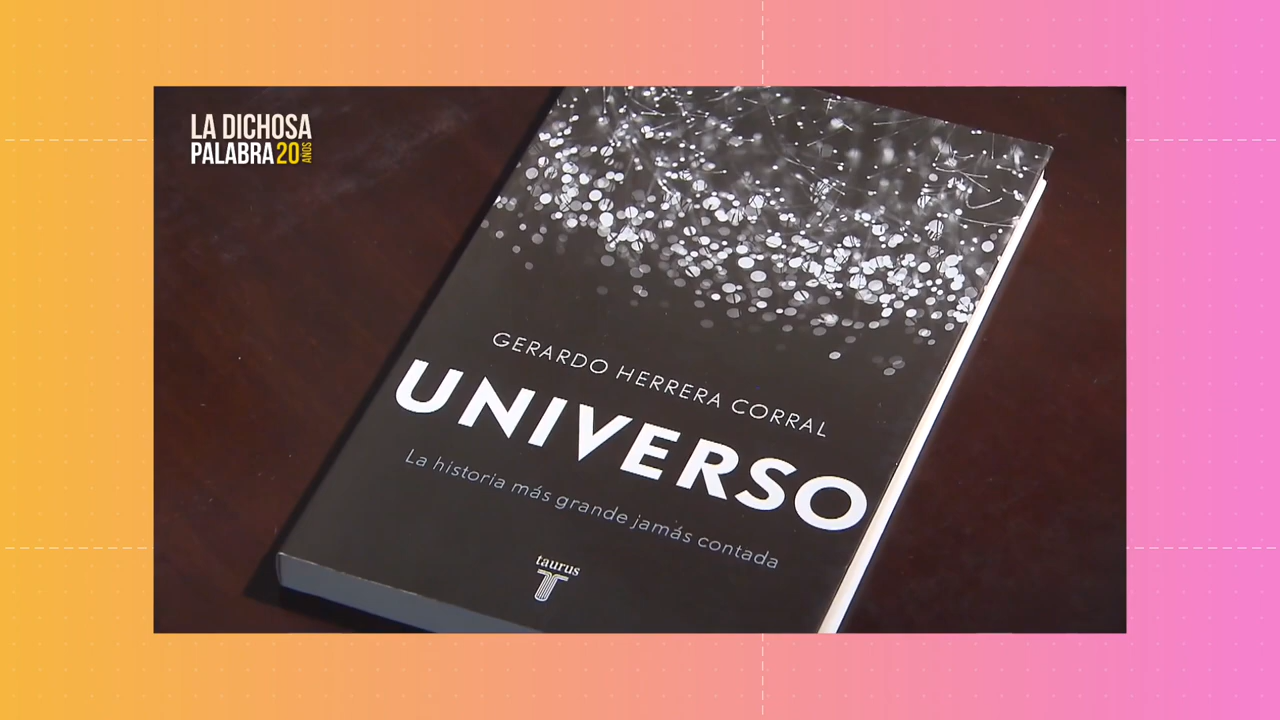 LA DICHOSA
PALABRA 20 AÑOS
GERARDO HERRERA CORRAL
UNIVERSO
La historia más grande jamás contada
taurus
T